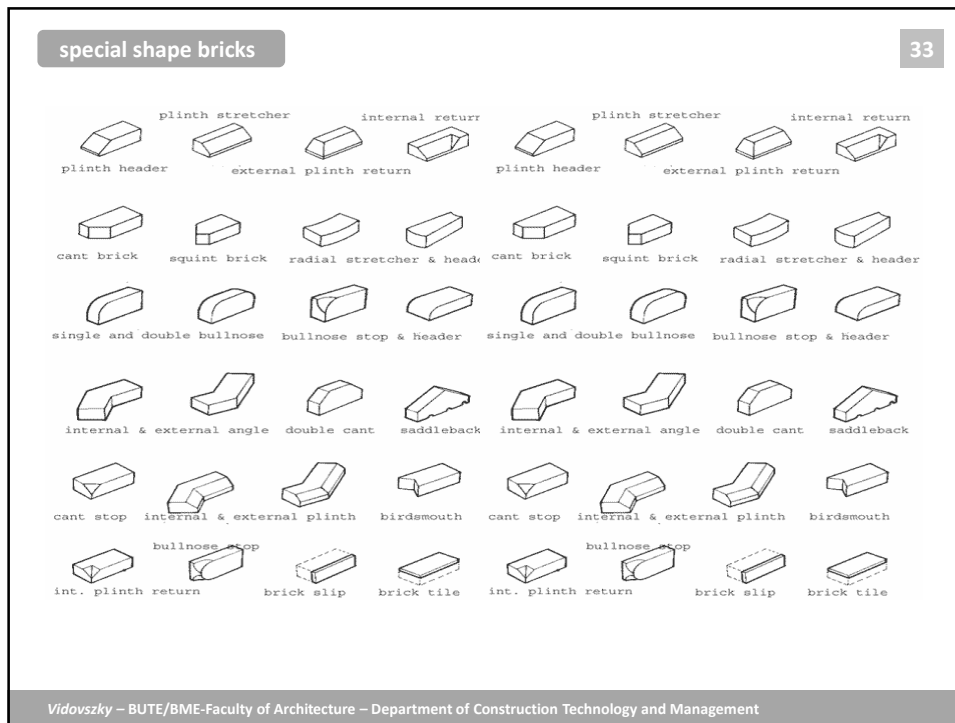 special shape bricks
33
plinth stretcher internal return plinth stretcher internal return
plinth header external plinth return plinth header external plinth return
cant brick squint brick radial stretcher & heade cant brick squint brick radial stretcher & header
single and double bullnose bullnose stop & header single and double bullnose bullnose stop & header
internal & external angle double cant saddleback internal & external angle double cant saddleback
cant stop internal & external plinth birdsmouth cant stop internal & external plinth birdsmouth
bullnose stop bullnose stop
int. plinth return brick slip brick tile int. plinth return brick slip brick tile
Vidovszky – BUTE/BME-Faculty of Architecture – Department of Construction Technology and Management